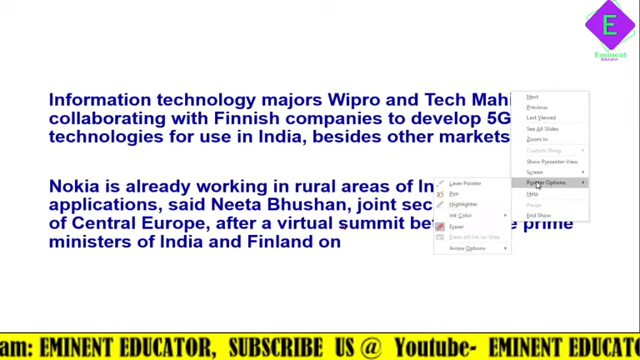 E
Eminent
Educator
Information technology majors Wipro and Tech Mahi
collaborating with Finnish companies to develop 5G
technologies for use in India, besides other markets
Nokia is already working in rural areas of In
applications, said Neeta Bhushan, joint sec
of Central Europe, after a virtual summit bet e prime
ministers of India and Finland on
Next
Previous
Last Viewed
See All Slides
Zoom In
Custom Show
Show Presenter View
Screen
Pointer Options
Help
Pause
End Show
Laser Pointer
Pen
Highlighter
Ink Color
Eraser
Erase All Ink on Slide
Arrow Options
am: EMINENT EDUCATOR, SUBSCRIBE US @ Youtube- EMINENT EDUCATO